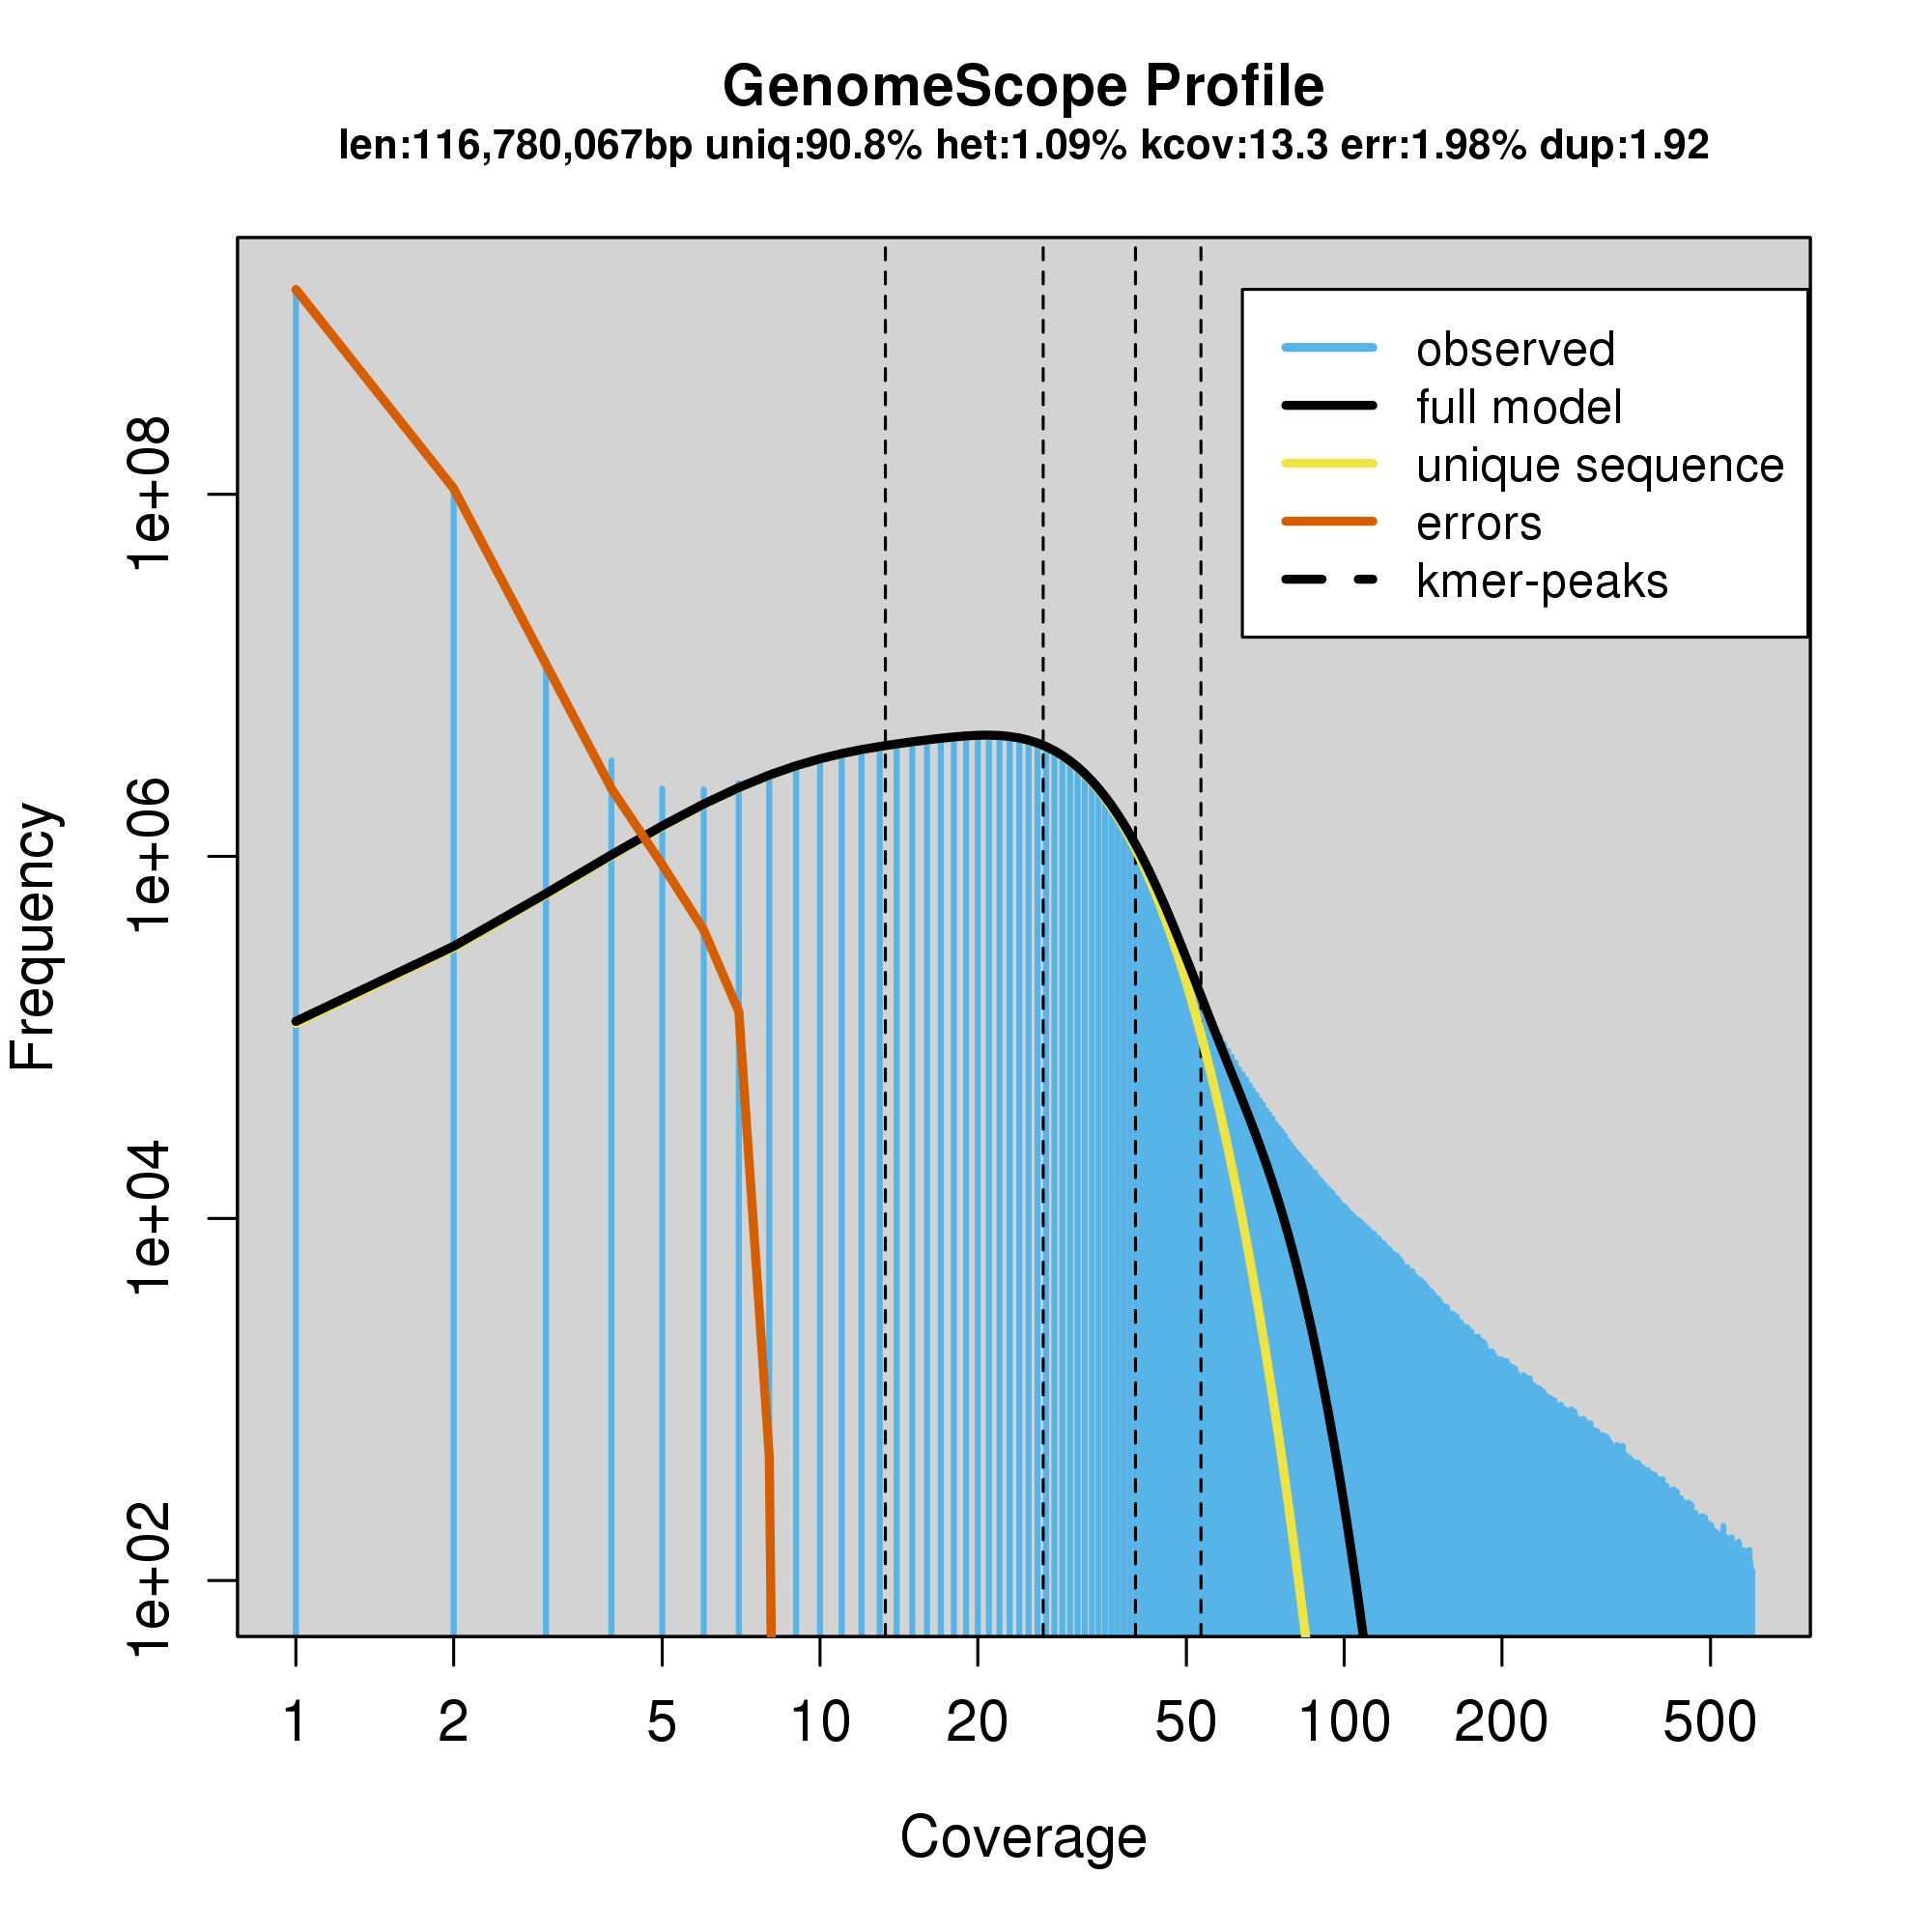 GenomeScope Profile
len:116,780,067bp uniq:90.8% het:1.09% kcov:13.3 err:1.98% dup:1.92
observed
full model
unique sequence
errors
kmer-peaks
Frequency
1e+08
1e+06
1e+04
1e+02
1 2 5 10 20 50 100 200 500
Coverage